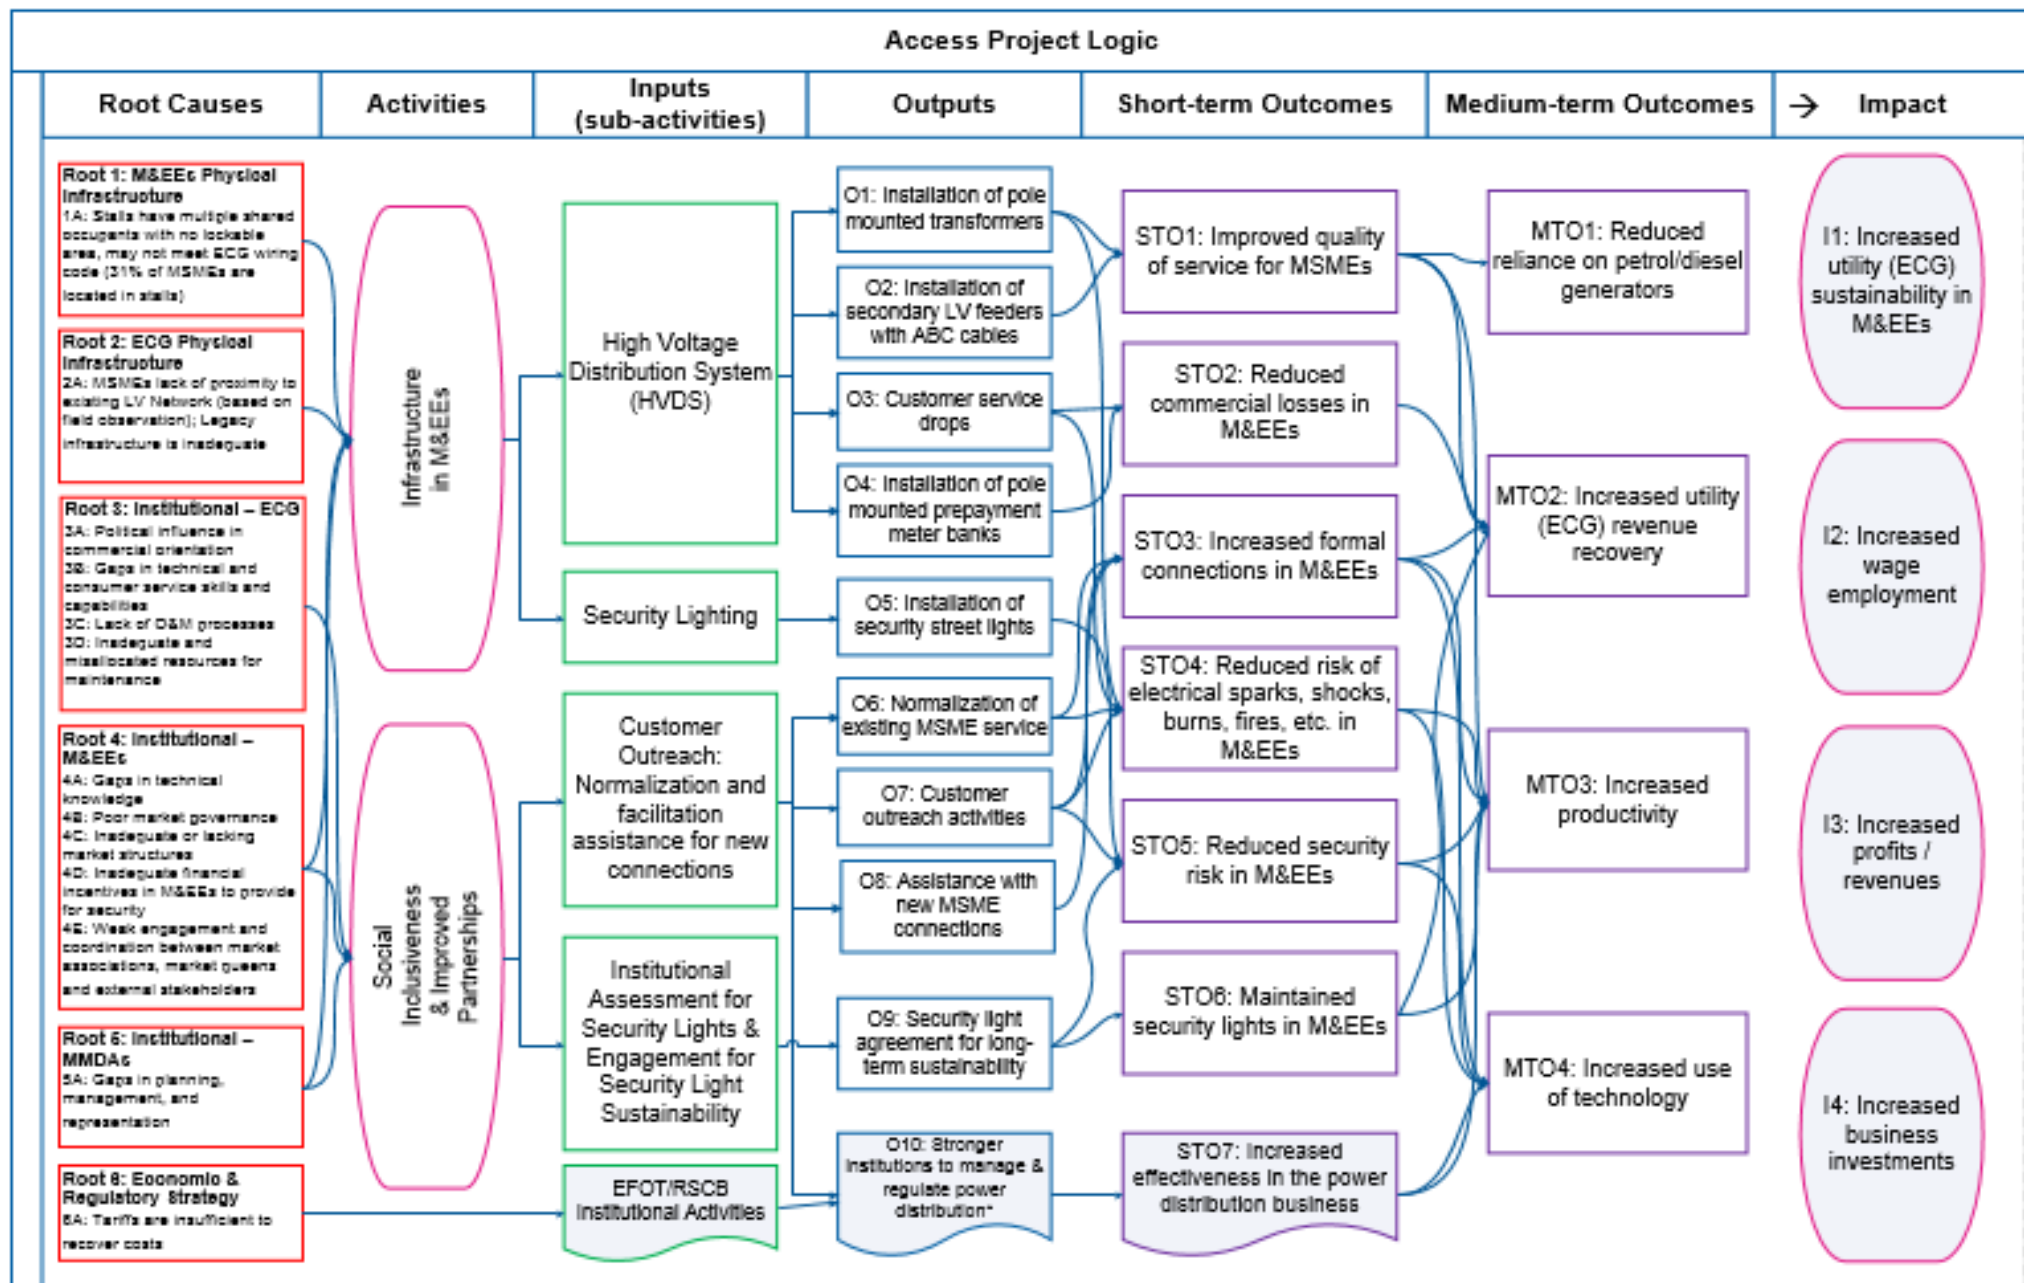 Access Project Logic
Root Causes
Activities
Inputs
(sub-activities)
Outputs
Short-term Outcomes
Medium-term Outcomes
→ Impact
Root 1: M&EEs Physical
Infrastructure
1A: Stalls have multiple shared
occupants with no lockable
area, may not meet ECG wiring
code (31% of MSMEs are
located in stalls)
Root 2: ECG Physical
Infrastructure
2A: MSMEs lack of proximity to
existing LV Network (based on
field observation); Legacy
infrastructure is inadequate
Root 3: Institutional – ECG
3A: Political influence in
commercial orientation
3B: Gaps in technical and
consumer service skills and
capabilities
3C: Lack of O&M processes
3D: Inadequate and
misallocated resources for
maintenance
Root 4: Institutional –
M&EEs
4A: Gaps in technical
knowledge
4B: Poor market governance
4C: Inadequate or lacking
market structures
4D: Inadequate financial
incentives in M&EEs to provide
for security
4E: Weak engagement and
coordination between market
associations, market queens
and external stakeholders
Root 5: Institutional –
MMDAs
5A: Gaps in planning,
management, and
representation
Root 6: Economic &
Regulatory Strategy
6A: Tariffs are insufficient to
recover costs
Infrastructure
in M&EEs
Social
Inclusiveness
& Improved
Partnerships
High Voltage
Distribution System
(HVDS)
Security Lighting
Customer
Outreach:
Normalization and
facilitation
assistance for new
connections
Institutional
Assessment for
Security Lights &
Engagement for
Security Light
Sustainability
EFOT/RSCB
Institutional Activities
O1: Installation of pole
mounted transformers
O2: Installation of
secondary LV feeders
with ABC cables
O3: Customer service
drops
O4: Installation of pole
mounted prepayment
meter banks
O5: Installation of
security street lights
O6: Normalization of
existing MSME service
O7: Customer
outreach activities
O8: Assistance with
new MSME
connections
O9: Security light
agreement for long-
term sustainability
O10: Stronger
institutions to manage &
regulate power
distribution*
STO1: Improved quality
of service for MSMEs
STO2: Reduced
commercial losses in
M&EEs
STO3: Increased formal
connections in M&EEs
STO4: Reduced risk of
electrical sparks, shocks,
burns, fires, etc. in
M&EEs
STO5: Reduced security
risk in M&EEs
STO6: Maintained
security lights in M&EEs
STO7: Increased
effectiveness in the power
distribution business
MTO1: Reduced
reliance on petrol/diesel
generators
MTO2: Increased utility
(ECG) revenue
recovery
MTO3: Increased
productivity
MTO4: Increased use
of technology
I1: Increased
utility (ECG)
sustainability in
M&EEs
I2: Increased
wage
employment
I3: Increased
profits /
revenues
I4: Increased
business
investments